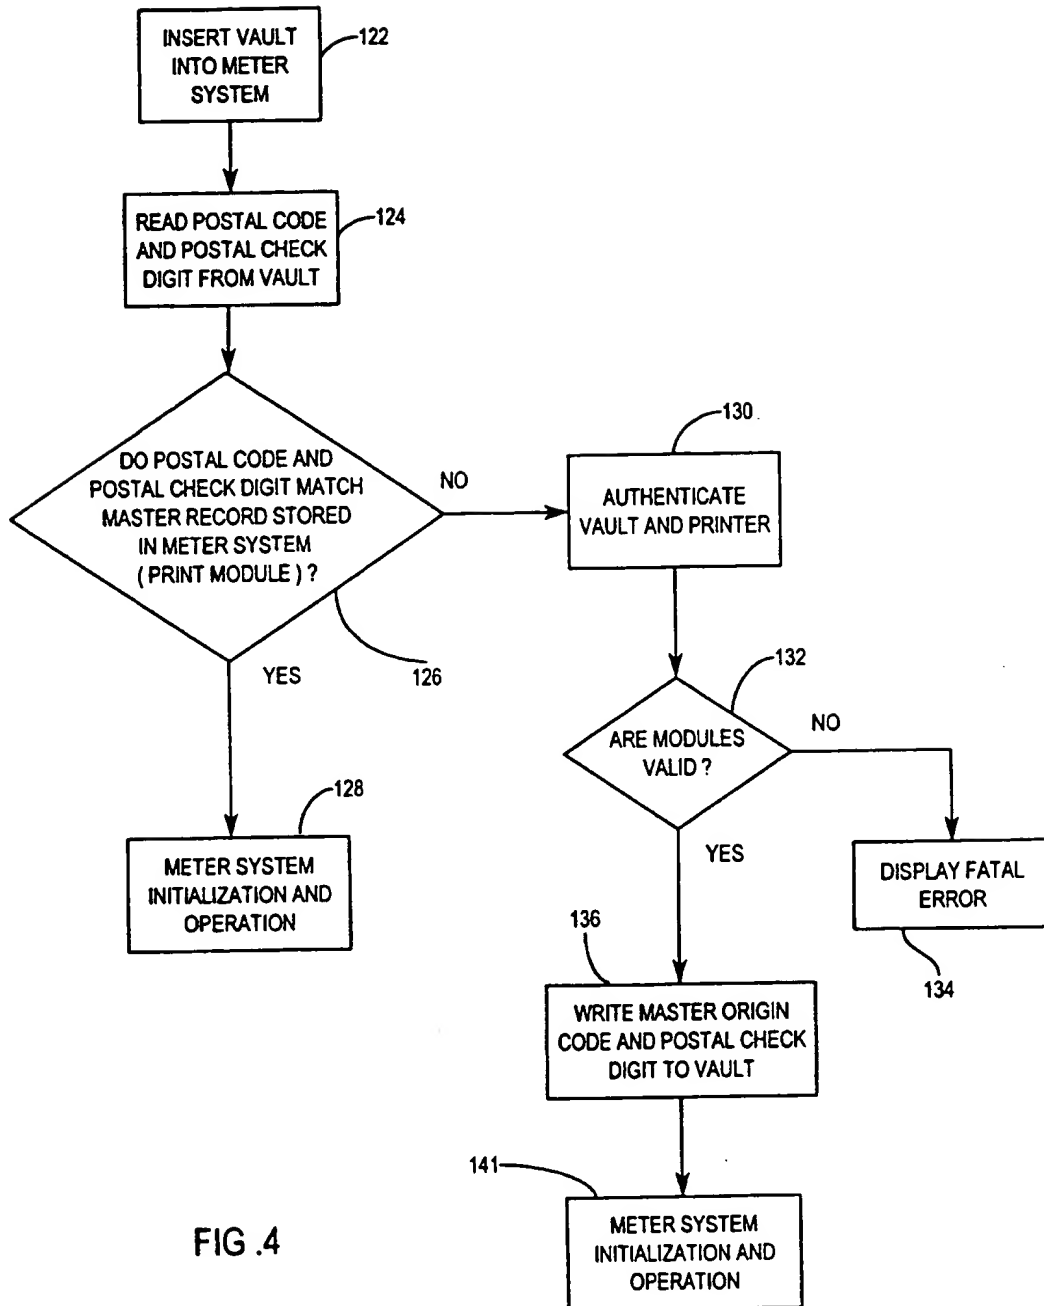 INSERT VAULT
INTO METER
SYSTEM
122
READ POSTAL CODE
AND POSTAL CHECK
DIGIT FROM VAULT
124
DO POSTAL CODE AND
POSTAL CHECK DIGIT MATCH
MASTER RECORD STORED
IN METER SYSTEM
( PRINT MODULE ) ?
NO
130
AUTHENTICATE
VAULT AND PRINTER
YES
126
132
ARE MODULES
VALID ?
NO
128
METER SYSTEM
INITIALIZATION AND
OPERATION
YES
DISPLAY FATAL
ERROR
134
136
WRITE MASTER ORIGIN
CODE AND POSTAL CHECK
DIGIT TO VAULT
141
METER SYSTEM
INITIALIZATION AND
OPERATION
FIG .4